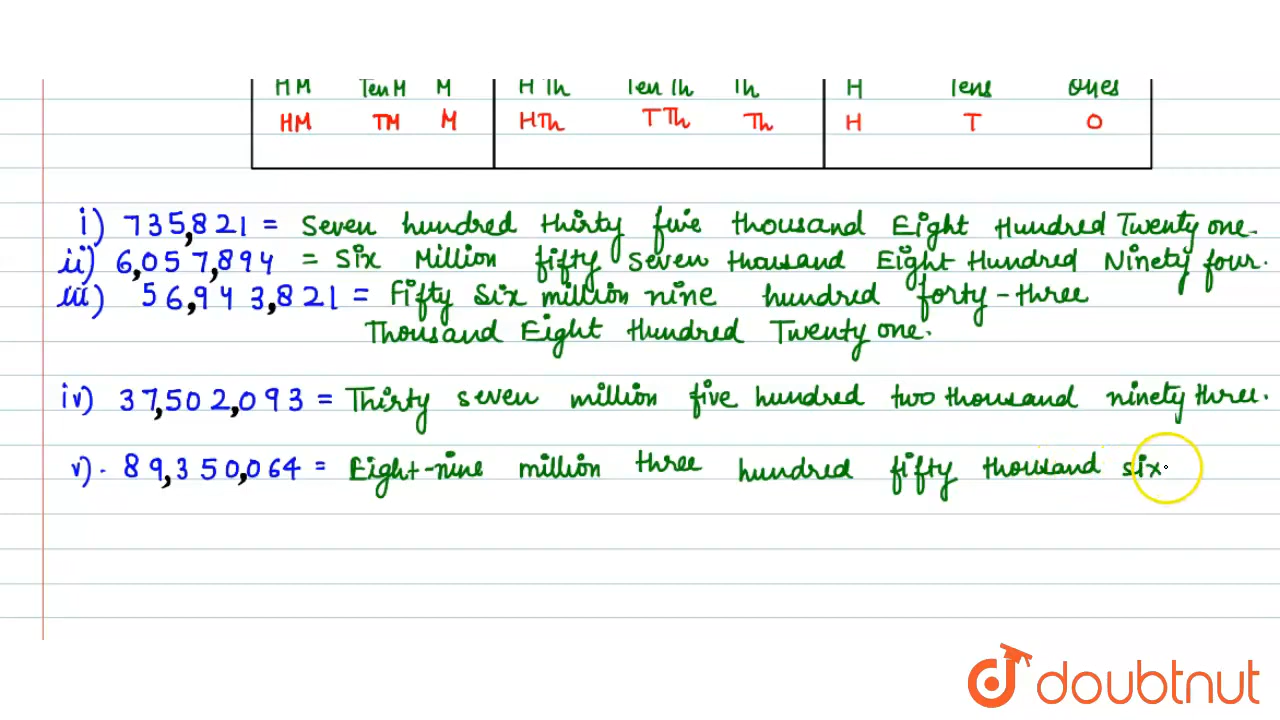 HM TenM M H Th Ten Th Th H Tens Ones
HM TM M HTh T Th Th H T O
i) 735,821 = Seven hundred thirty five thousand Eight Hundred Twenty one.
ii) 6,057,894 = Six Million fifty seven thousand Eight Hundred Ninety four.
iii) 56,943,821 = Fifty six million nine hundred forty-three
Thousand Eight Hundred Twenty one.
iv) 37,502,093 = Thirty seven million five hundred two thousand ninety three.
v). 89,350,064 = Eight-nine million three hundred fifty thousand six
doubtnut